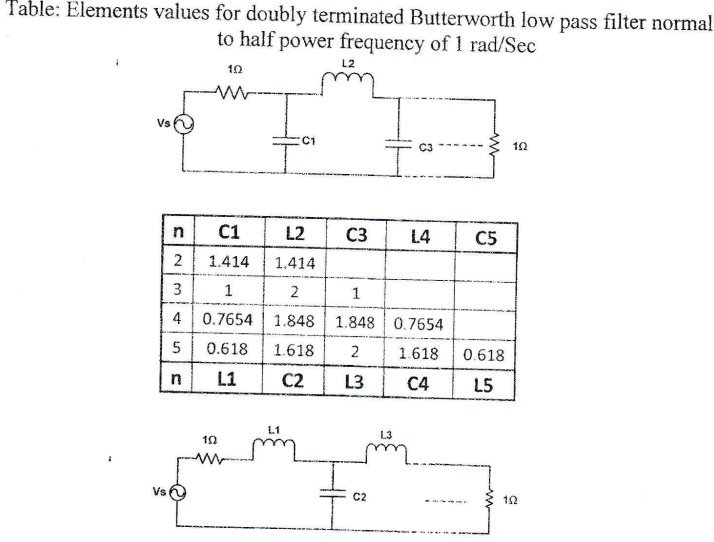 Table: Elements values for doubly terminated Butterworth low pass filter normal
to half power frequency of 1 rad/Sec
1Ω
L2
Vs
C1
C3
1Ω
n C1 L2 C3 L4 C5
2 1.414 1.414
3 1 2 1
4 0.7654 1.848 1.848 0.7654
5 0.618 1.618 2 1.618 0.618
n L1 C2 L3 C4 L5
1Ω
L1
L3
Vs
C2
1Ω